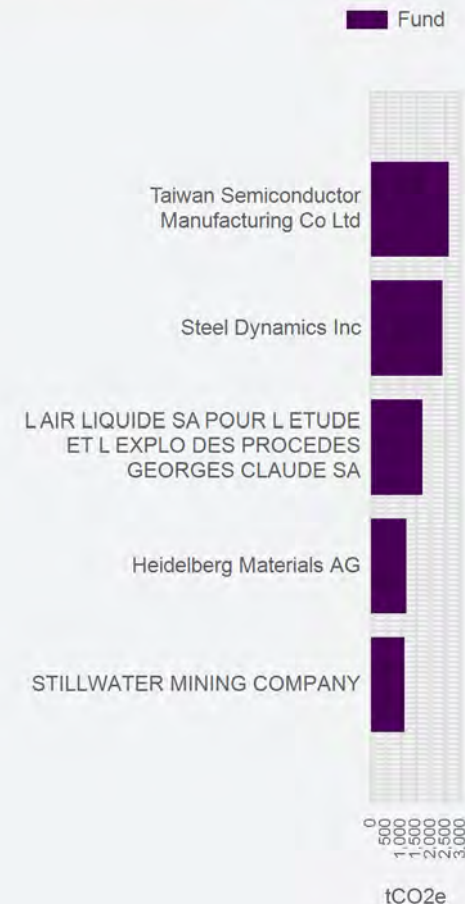 Fund
Taiwan Semiconductor
Manufacturing Co Ltd
Steel Dynamics Inc
L AIR LIQUIDE SA POUR L ETUDE
ET L EXPLO DES PROCEDES
GEORGES CLAUDE SA
Heidelberg Materials AG
STILLWATER MINING COMPANY
0
500
1,000
1,500
2,000
2,500
3,000
tCO2e